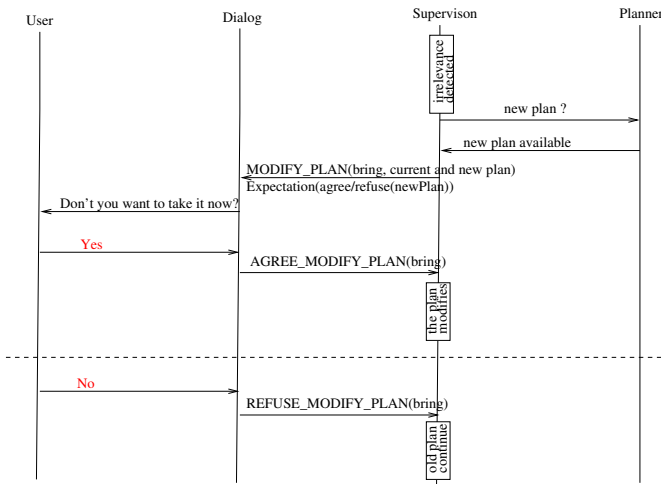 User
Dialog
Supervison
Planner
irrelevance
detected
new plan ?
new plan available
MODIFY_PLAN(bring, current and new plan)
Expectation(agree/refuse(newPlan))
Don't you want to take it now?
Yes
AGREE_MODIFY_PLAN(bring)
the plan
modifies
No
REFUSE_MODIFY_PLAN(bring)
old plan
continue